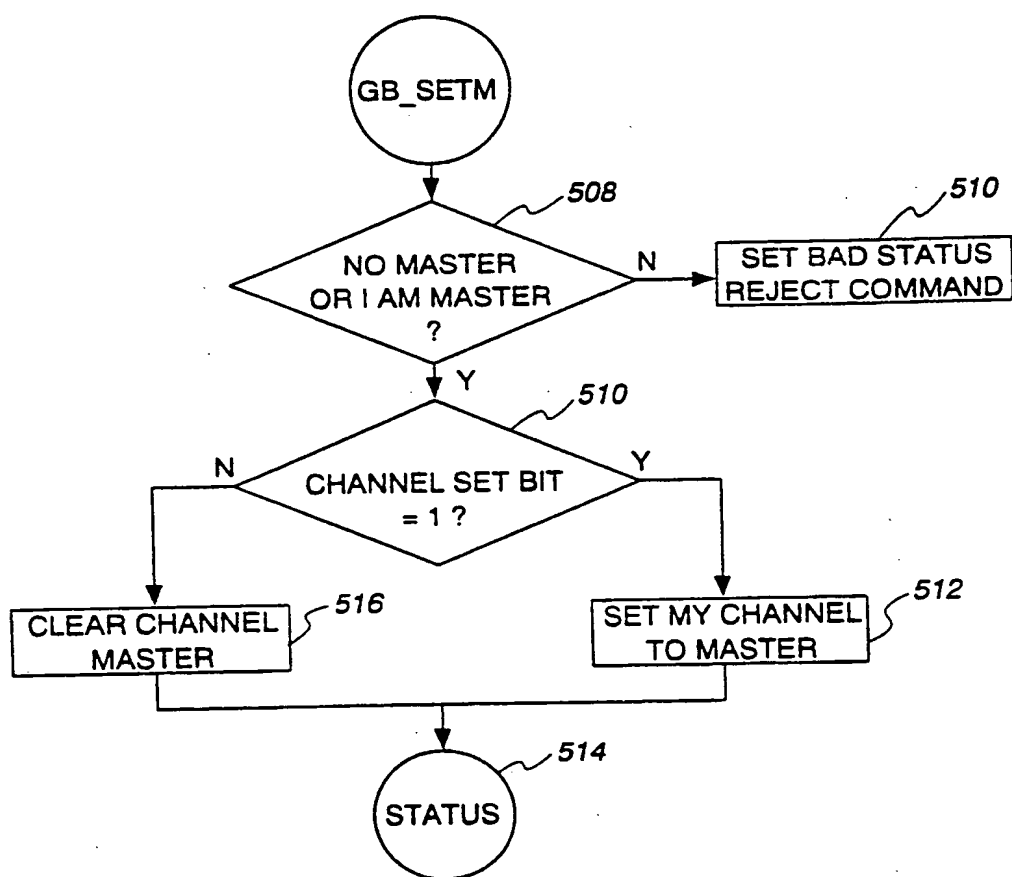 GB_SETM
508
NO MASTER
OR I AM MASTER
?
N
510
SET BAD STATUS
REJECT COMMAND
Y
510
CHANNEL SET BIT
= 1 ?
N
Y
516
CLEAR CHANNEL
MASTER
512
SET MY CHANNEL
TO MASTER
514
STATUS